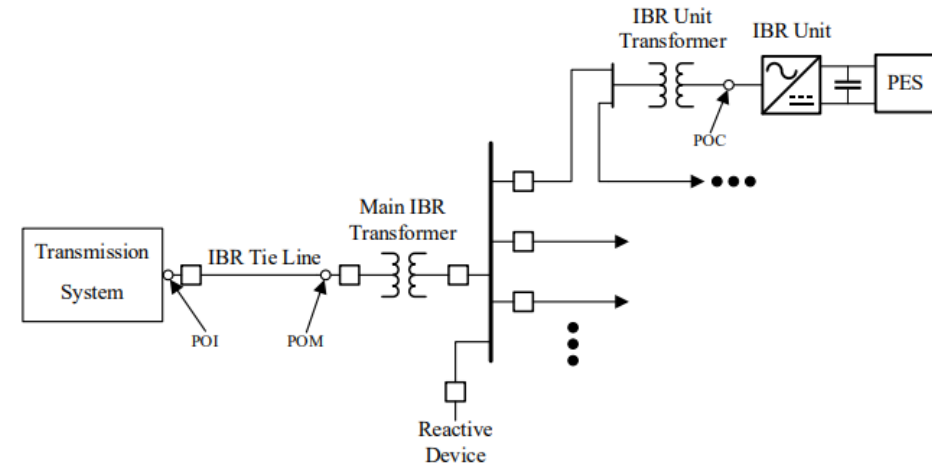 IBR Unit
Transformer
IBR Unit
PES
POC
Main IBR
Transformer
Transmission
System
IBR Tie Line
POI
POM
Reactive
Device